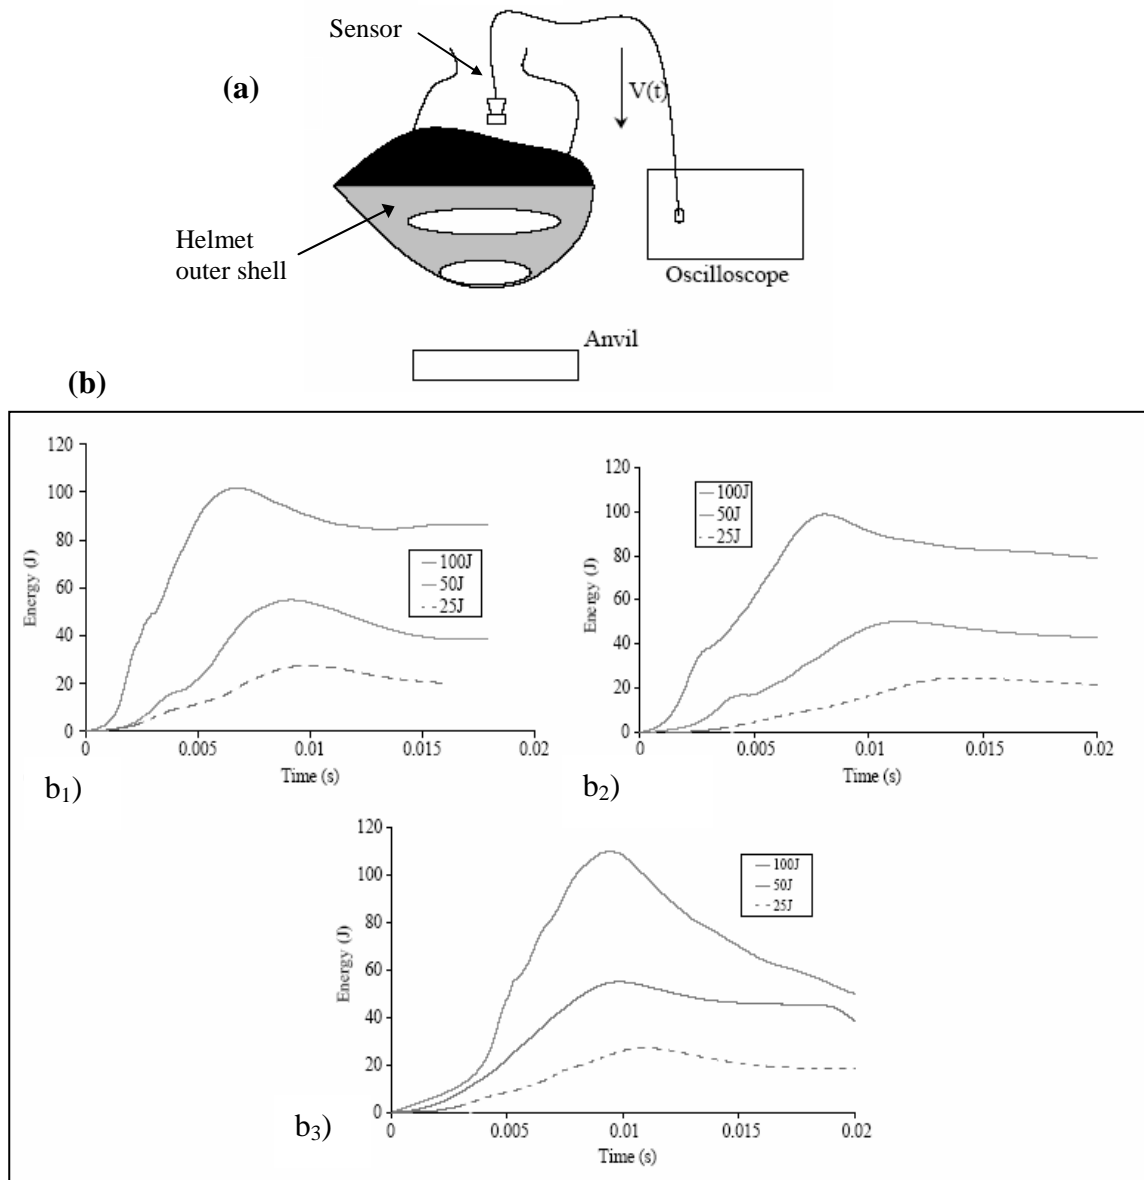 Sensor
(a)
V(t)
Helmet
outer shell
Oscilloscope
Anvil
(b)
120
100
80
60
40
20
0
Energy (J)
100J
50J
25J
0
0.005
0.01
0.015
0.02
Time (s)
b1)
120
100
80
60
40
20
0
Energy (J)
100J
50J
25J
0
0.005
0.01
0.015
0.02
Time (s)
b2)
120
100
80
60
40
20
0
Energy (J)
100J
50J
25J
0
0.005
0.01
0.015
0.02
Time (s)
b3)